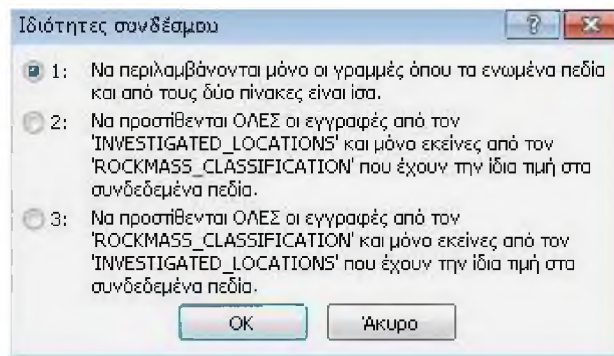 Ιδιότητες συνδέσμου
1: Να περιλαμβάνονται μόνο οι γραμμές όπου τα ενωμένα πεδία
και από τους δύο πίνακες είναι ίσα.
2: Να προστίθενται ΟΛΕΣ οι εγγραφές από τον
'INVESTIGATED_LOCATIONS' και μόνο εκείνες από τον
'ROCKMASS_CLASSIFICATION' που έχουν την ίδια τιμή στα
συνδεδεμένα πεδία.
3: Να προστίθενται ΟΛΕΣ οι εγγραφές από τον
'ROCKMASS_CLASSIFICATION' και μόνο εκείνες από τον
'INVESTIGATED_LOCATIONS' που έχουν την ίδια τιμή στα
συνδεδεμένα πεδία.
OK Άκυρο